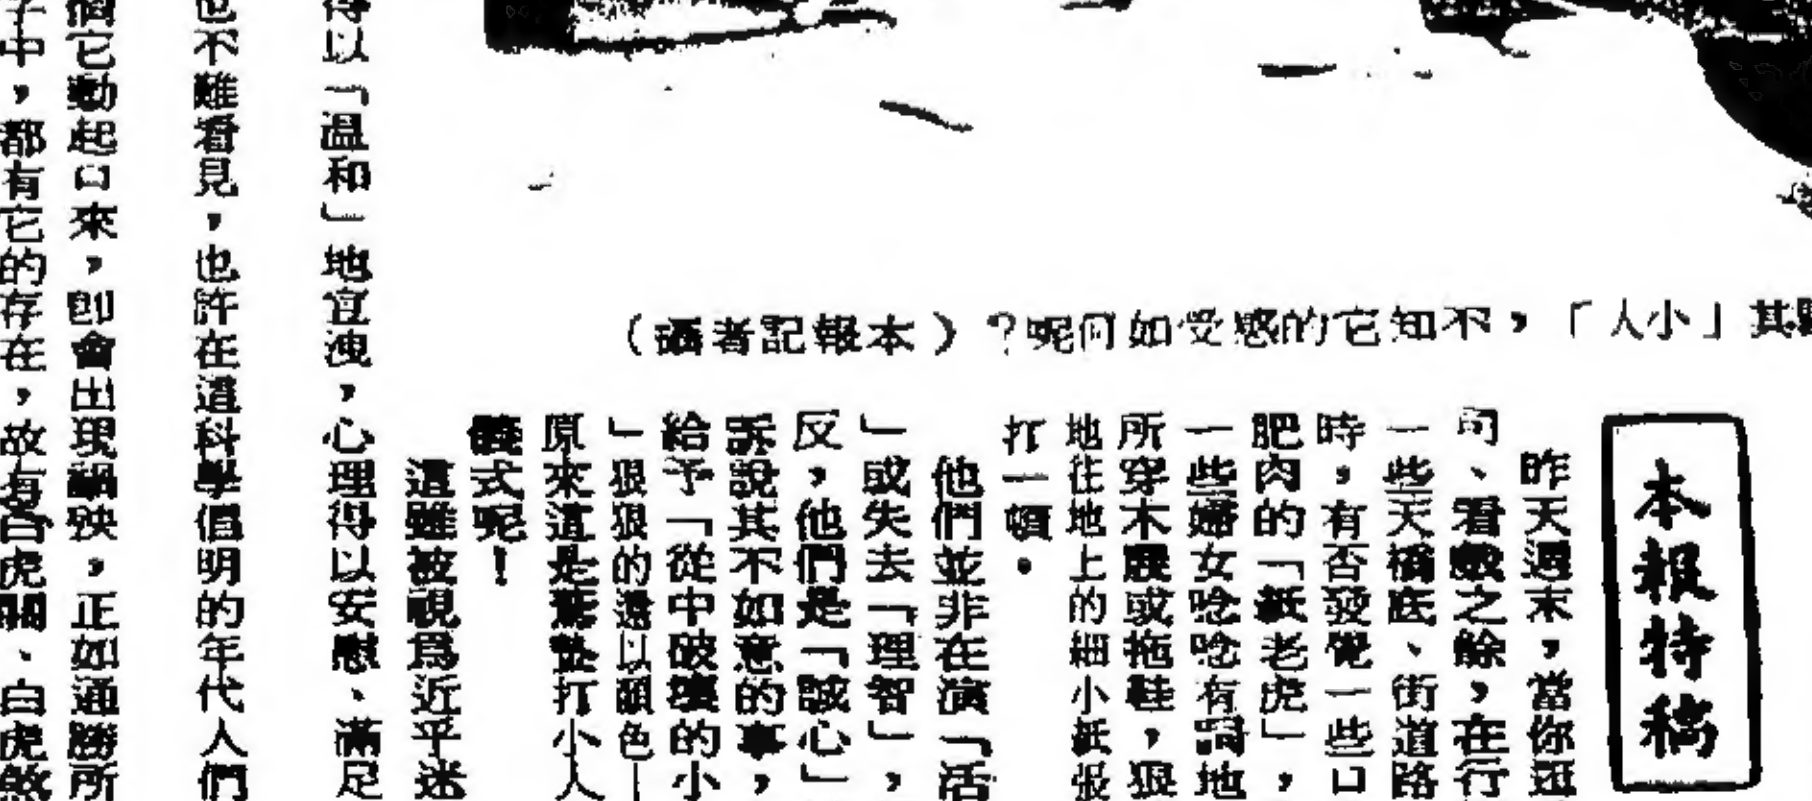 其「小人」，不知它的感受如何呢？（本報記者攝）
本報特稿
昨天週末，當你逛
司、看戲之餘，在行
一些天橋底、街道路
時，有否發覺一些口
肥肉的「紙老虎」，
一些婦女唸唸有詞地
所穿木屐或拖鞋，狠
地往地上的細小紙張
打一頓。
他們並非在演「活
」或失去「理智」，
反，他們是「誠心」
訴說其不如意的事，
給予「從中破壞的小
」狠狠的還以顏色—
原來這是驚蟄打小人
儀式呢！
這雖被視爲近乎迷
得以「温和」地宣洩，心理得以安慰、滿足
也不難看見，也許在這科學倡明的年代人們
個它動起口來，卽會出現禍殃，正如通勝所
字中，都有它的存在，故有白虎關、白虎煞